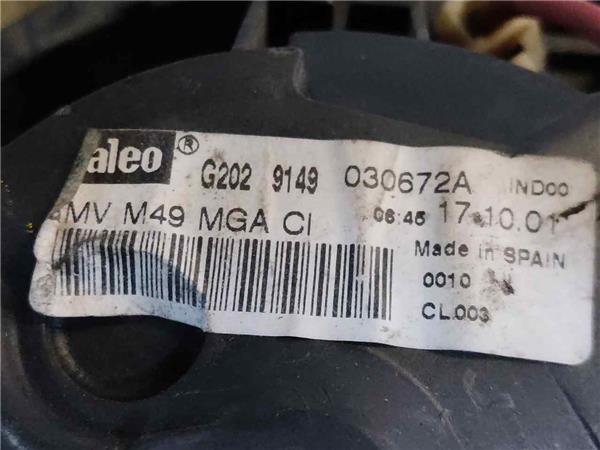 aleo®
G202 9149 030672A IND00
MV M49 MGA CI 06:45 17.10.01
Made in SPAIN
0010
CL.003